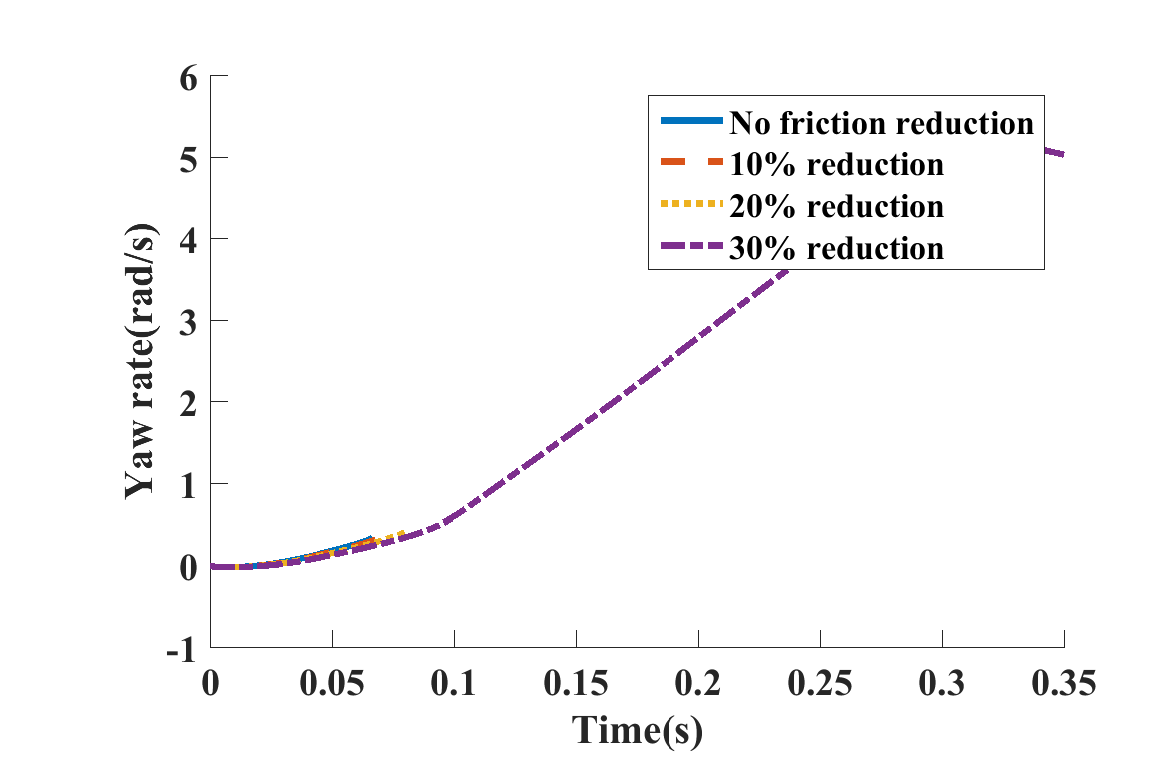 6
5
4
3
2
1
0
-1
Yaw rate(rad/s)
No friction reduction
10% reduction
20% reduction
30% reduction
0 0.05 0.1 0.15 0.2 0.25 0.3 0.35
Time(s)